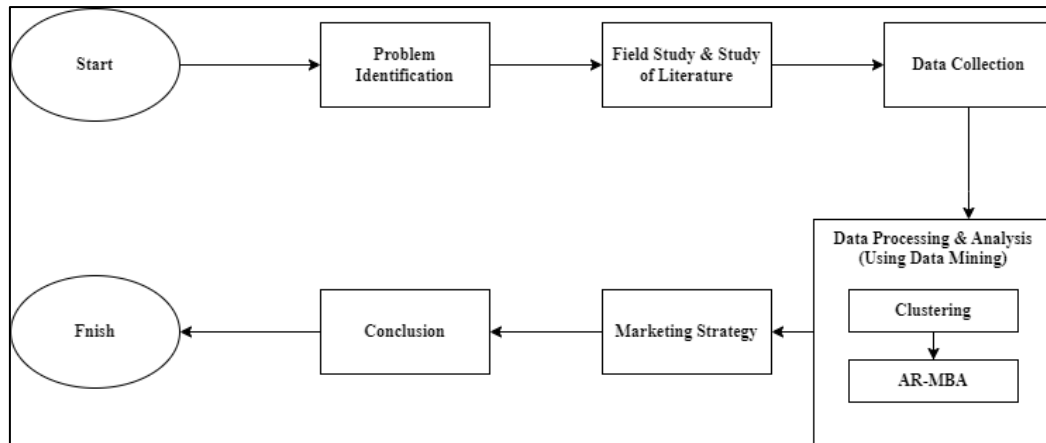 Start
Problem
Identification
Field Study & Study
of Literature
Data Collection
Data Processing & Analysis
(Using Data Mining)
Clustering
AR-MBA
Marketing Strategy
Conclusion
Fnish